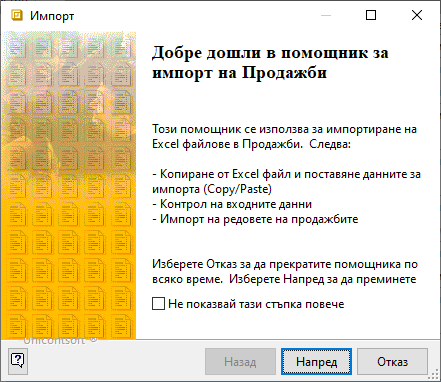 Импорт
Добре дошли в помощник за
импорт на Продажби
Този помощник се използва за импортиране на
Excel файлове в Продажби. Следва:
- Копиране от Excel файл и поставяне данните за
импорта (Copy/Paste)
- Контрол на входните данни
- Импорт на редовете на продажбите
Изберете Отказ за да прекратите помощника по
всяко време. Изберете Напред за да преминете
Не показвай тази стъпка повече
Unicontsoft ®
Назад
Напред
Отказ